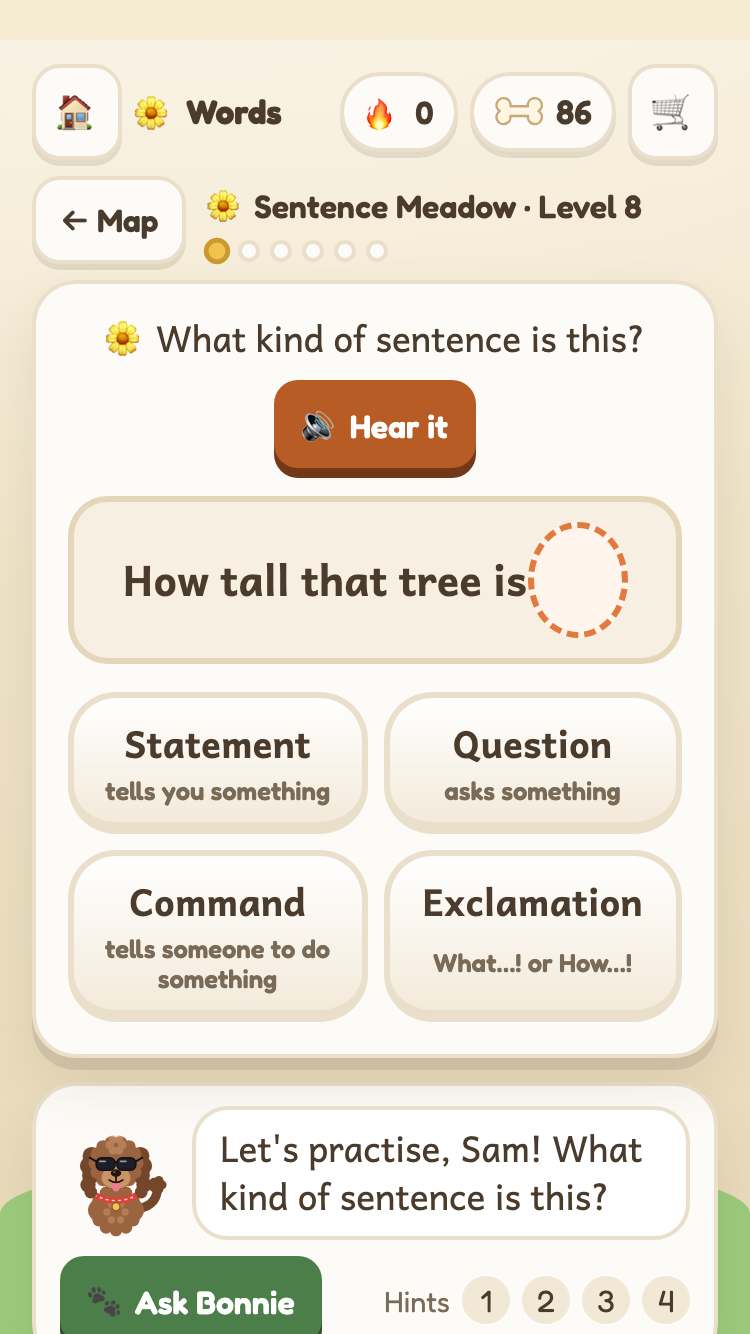 Words
0
86
← Map
Sentence Meadow · Level 8
What kind of sentence is this?
Hear it
How tall that tree is
Statement
tells you something
Question
asks something
Command
tells someone to do
something
Exclamation
What...! or How...!
Let's practise, Sam! What
kind of sentence is this?
Ask Bonnie
Hints 1 2 3 4